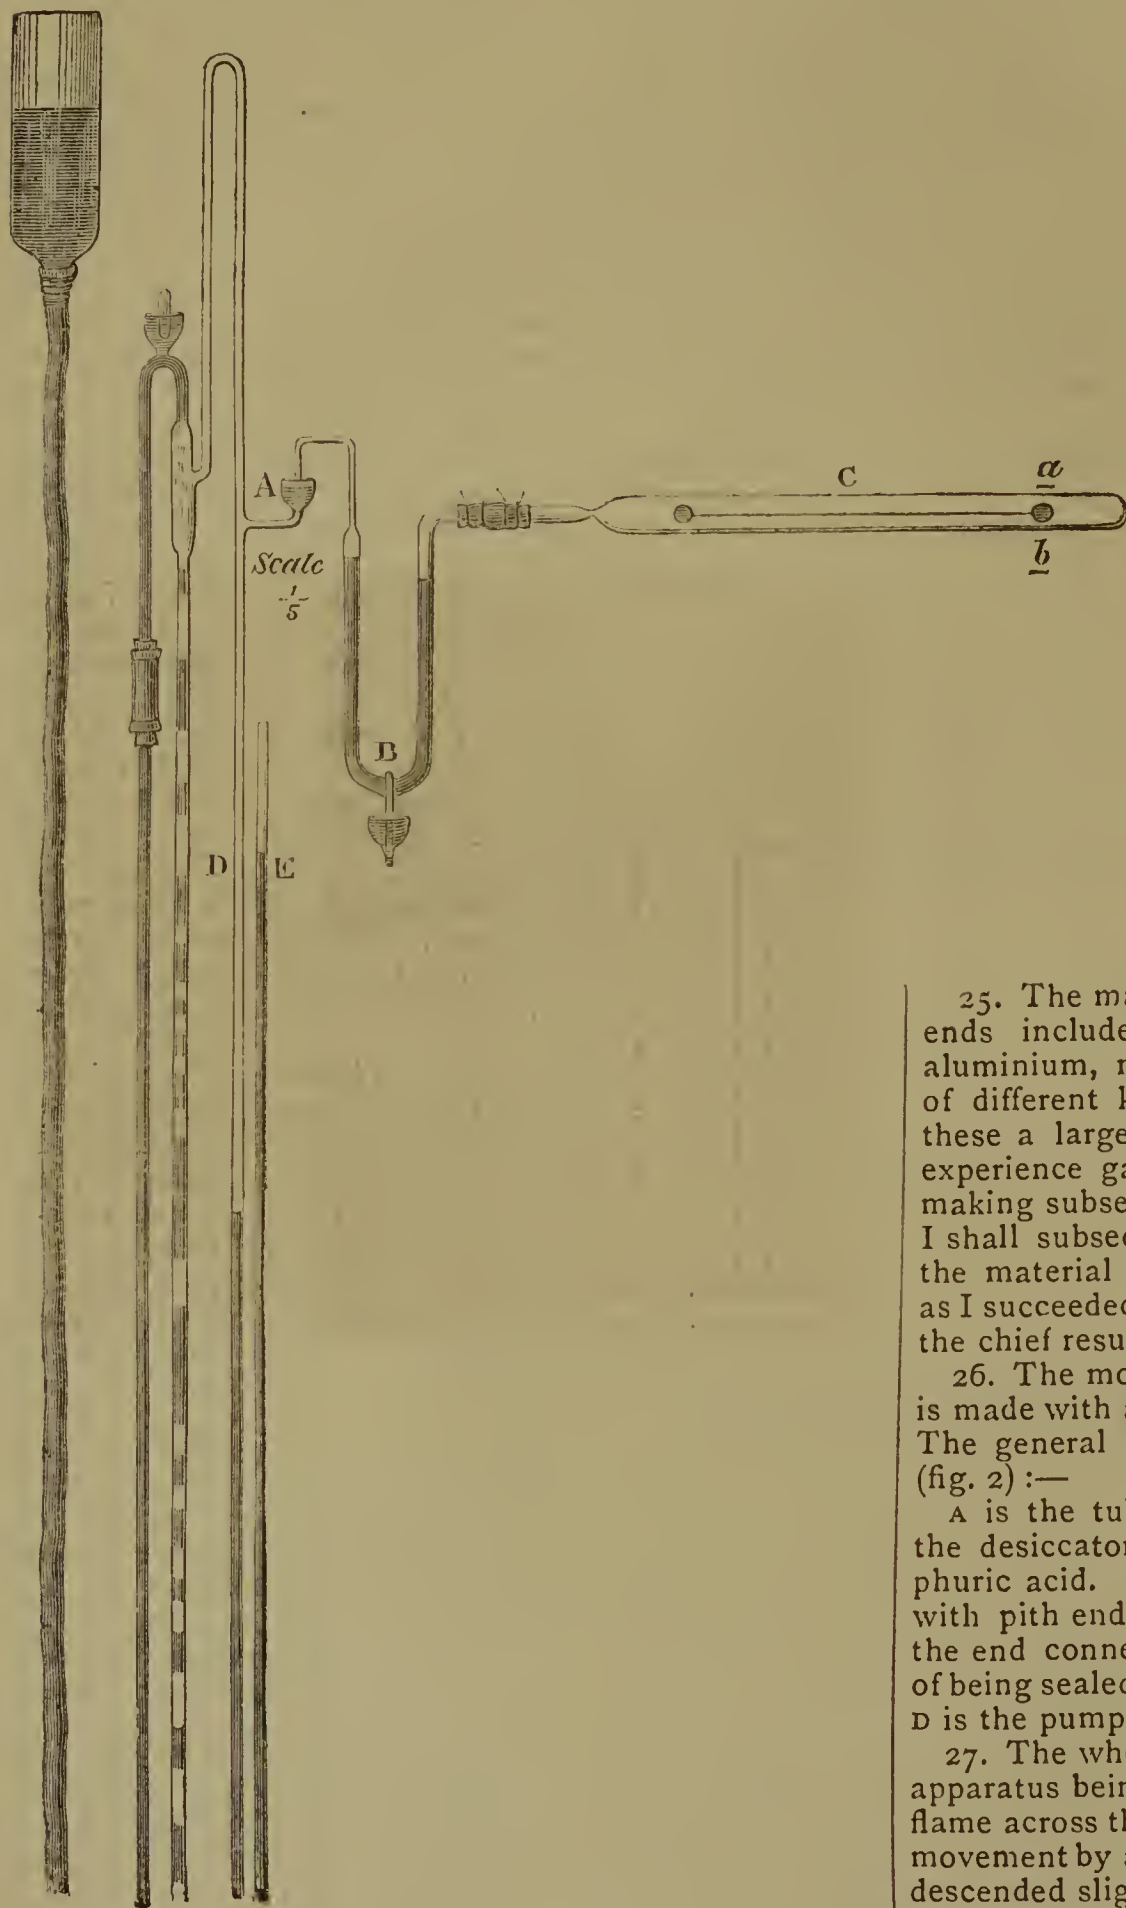 A
Scale
1/5
B
C
a
b
D
E
25. The ma
ends include
aluminium, 
of different
these a large
experience ga
making subse
I shall subsec
the material
as I succeeded
the chief resu
26. The mo
is made with a
The general
(fig. 2) :—
A is the tu
the desiccator
phuric acid.
with pith end
the end conne
of being sealed
D is the pump
27. The who
apparatus bein
flame across th
movement by a
descended slig